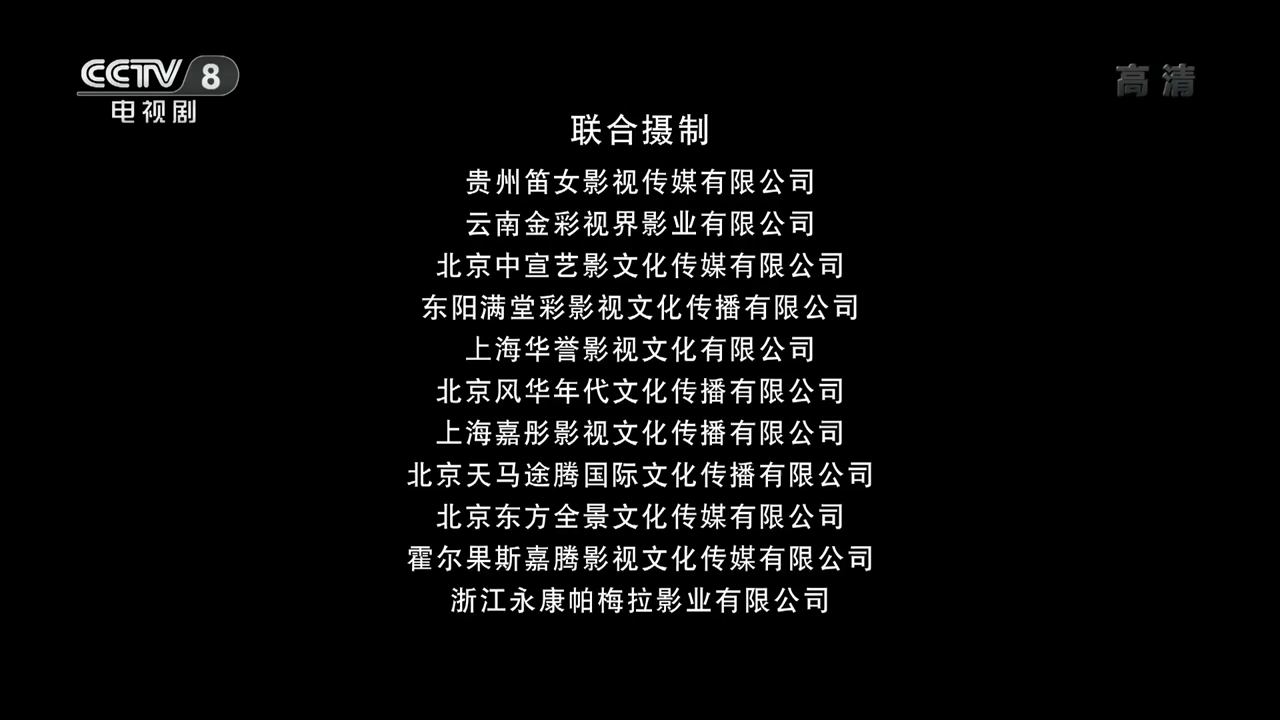 CCTV 8
电视剧
高清
联合摄制
贵州笛女影视传媒有限公司
云南金彩视界影业有限公司
北京中宣艺影文化传媒有限公司
东阳满堂彩影视文化传播有限公司
上海华誉影视文化有限公司
北京风华年代文化传播有限公司
上海嘉彤影视文化传播有限公司
北京天马途腾国际文化传播有限公司
北京东方全景文化传媒有限公司
霍尔果斯嘉腾影视文化传媒有限公司
浙江永康帕梅拉影业有限公司